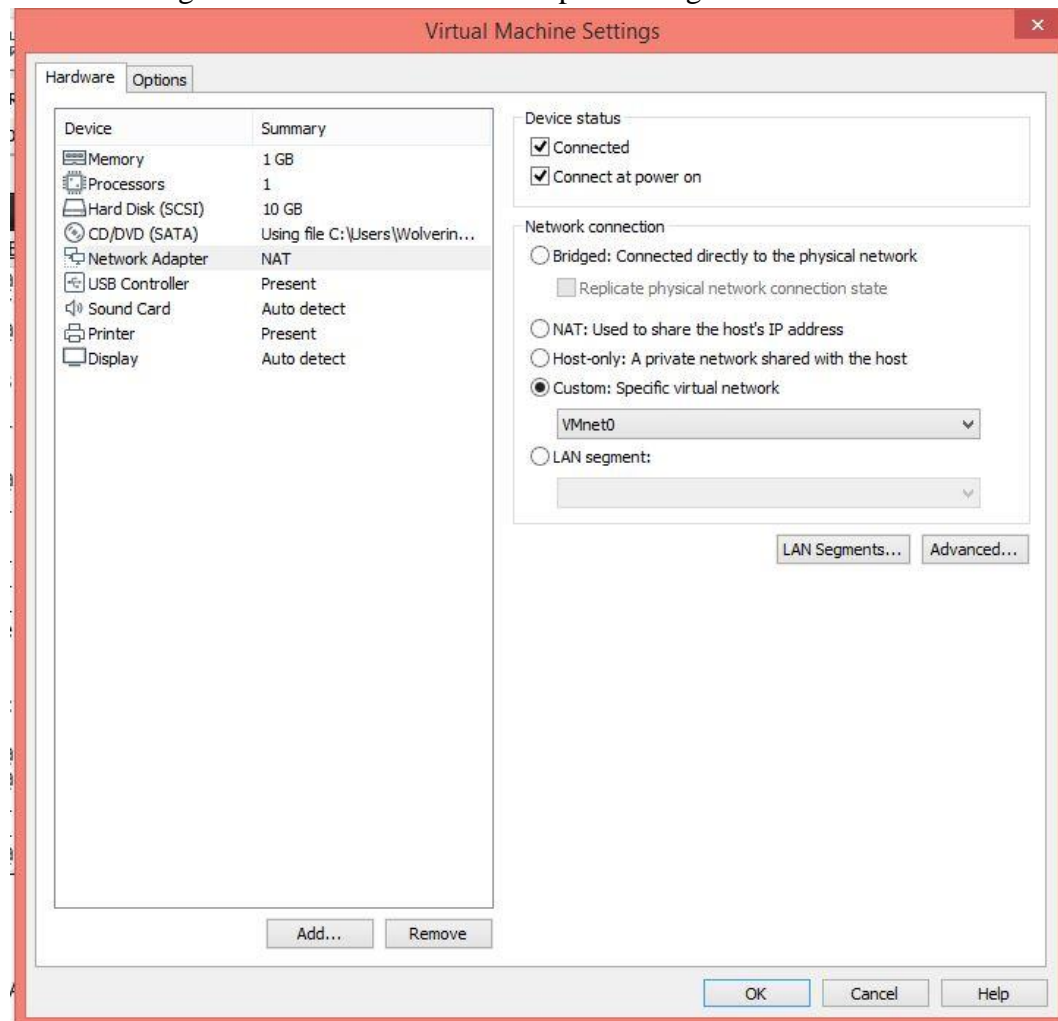 Virtual Machine Settings
Hardware Options
Device Summary
Memory 1 GB
Processors 1
Hard Disk (SCSI) 10 GB
CD/DVD (SATA) Using file C:\Users\Wolverin...
Network Adapter NAT
USB Controller Present
Sound Card Auto detect
Printer Present
Display Auto detect
Add... Remove
Device status
Connected
Connect at power on
Network connection
Bridged: Connected directly to the physical network
Replicate physical network connection state
NAT: Used to share the host's IP address
Host-only: A private network shared with the host
Custom: Specific virtual network
VMnet0
LAN segment:
LAN Segments... Advanced...
OK Cancel Help